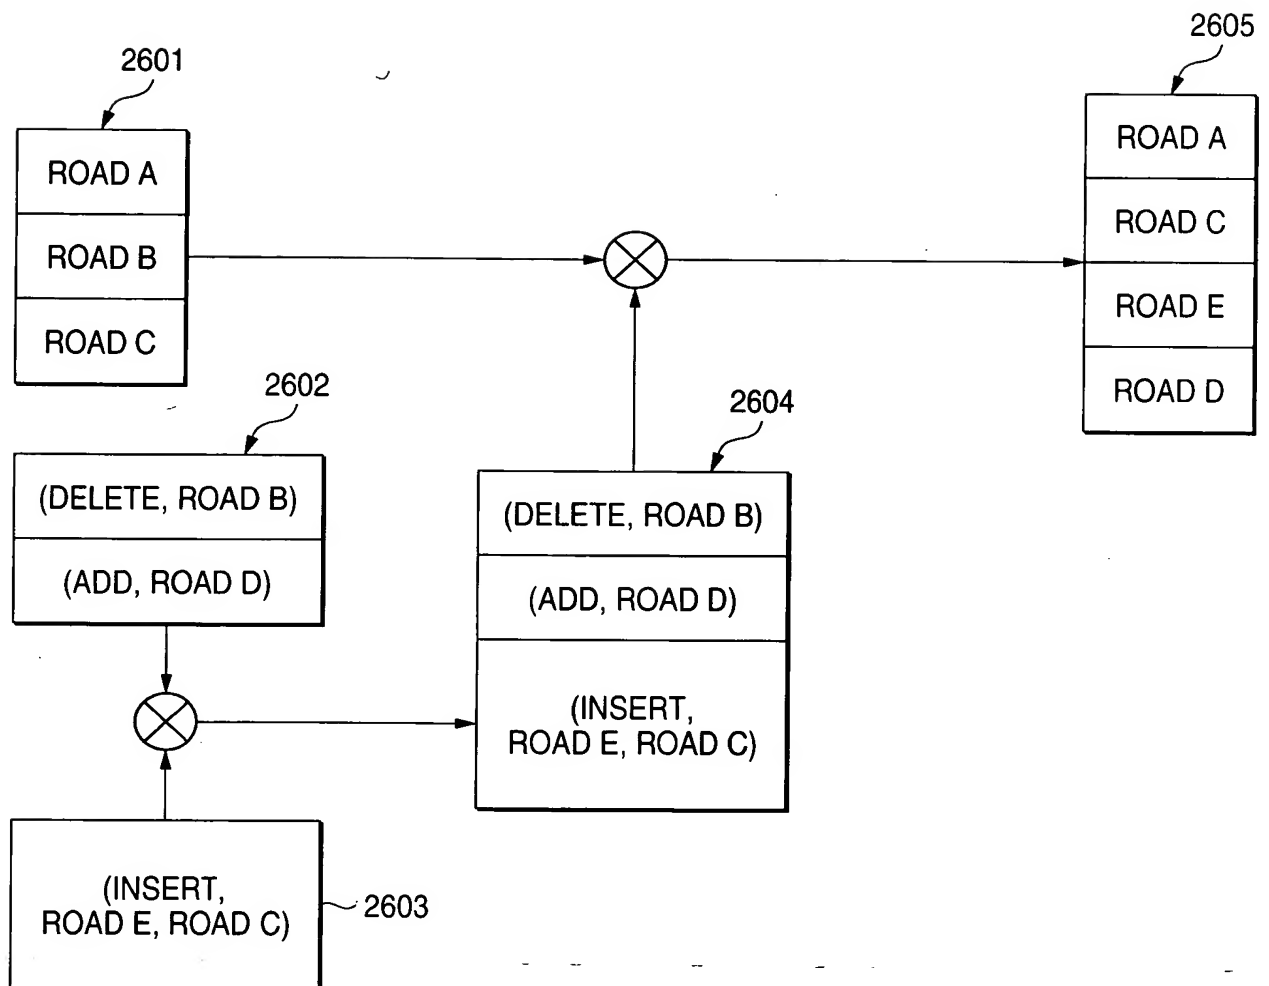 2605
2601
ROAD A
ROAD B
ROAD C
ROAD A
ROAD C
ROAD E
ROAD D
2602
(DELETE, ROAD B)
(ADD, ROAD D)
2604
(DELETE, ROAD B)
(ADD, ROAD D)
(INSERT,
ROAD E, ROAD C)
(INSERT,
ROAD E, ROAD C)
2603